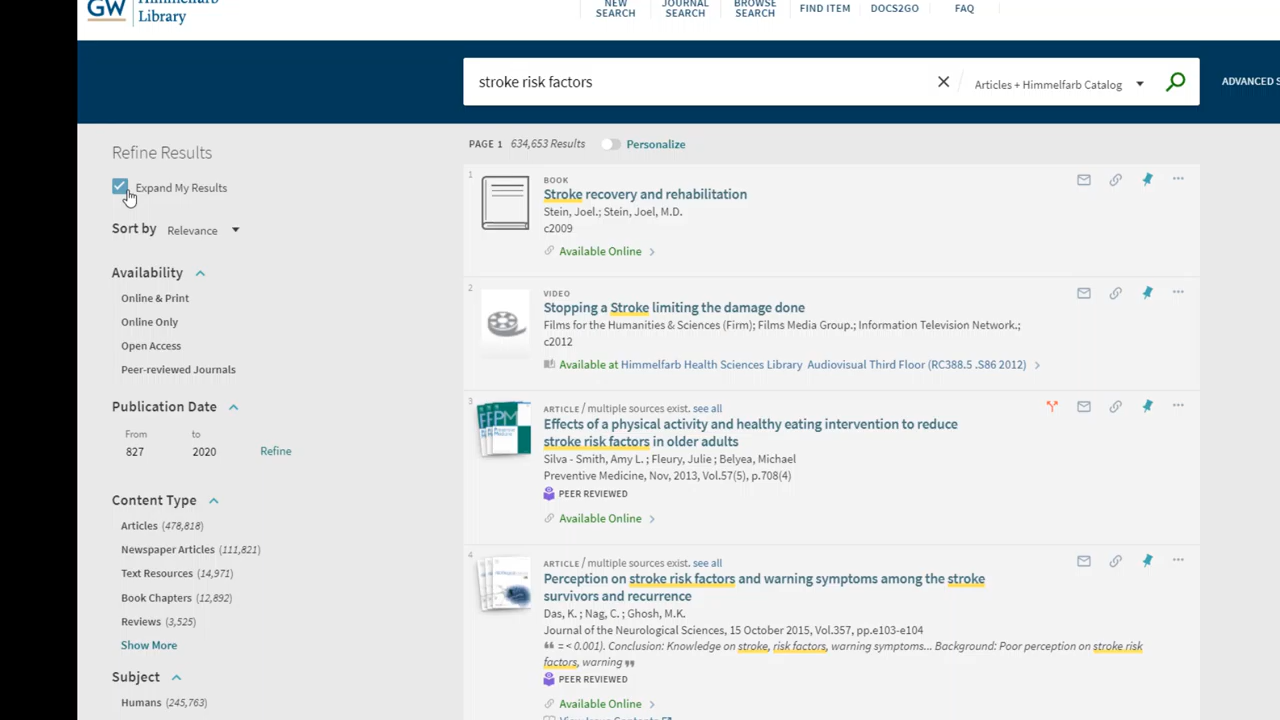 GW Himmelfarb
Library
NEW
SEARCH
JOURNAL
SEARCH
BROWSE
SEARCH
FIND ITEM
DOCS2GO
FAQ
stroke risk factors
Articles + Himmelfarb Catalog
ADVANCED S
Refine Results
Expand My Results
Sort by Relevance
Availability
Online & Print
Online Only
Open Access
Peer-reviewed Journals
Publication Date
From to
827 2020 Refine
Content Type
Articles (478,818)
Newspaper Articles (111,821)
Text Resources (14,971)
Book Chapters (12,892)
Reviews (3,525)
Show More
Subject
Humans (245,763)
PAGE 1 634,653 Results Personalize
1
BOOK
Stroke recovery and rehabilitation
Stein, Joel.; Stein, Joel, M.D.
c2009
Available Online
2
VIDEO
Stopping a Stroke limiting the damage done
Films for the Humanities & Sciences (Firm); Films Media Group.; Information Television Network.;
c2012
Available at Himmelfarb Health Sciences Library Audiovisual Third Floor (RC388.5 .S86 2012)
3
ARTICLE / multiple sources exist. see all
Effects of a physical activity and healthy eating intervention to reduce
stroke risk factors in older adults
Silva - Smith, Amy L. ; Fleury, Julie ; Belyea, Michael
Preventive Medicine, Nov, 2013, Vol.57(5), p.708(4)
PEER REVIEWED
Available Online
4
ARTICLE / multiple sources exist. see all
Perception on stroke risk factors and warning symptoms among the stroke
survivors and recurrence
Das, K. ; Nag, C. ; Ghosh, M.K.
Journal of the Neurological Sciences, 15 October 2015, Vol.357, pp.e103-e104
❝ = < 0.001). Conclusion: Knowledge on stroke, risk factors, warning symptoms... Background: Poor perception on stroke risk
factors, warning ❞
PEER REVIEWED
Available Online
View Issue Contents